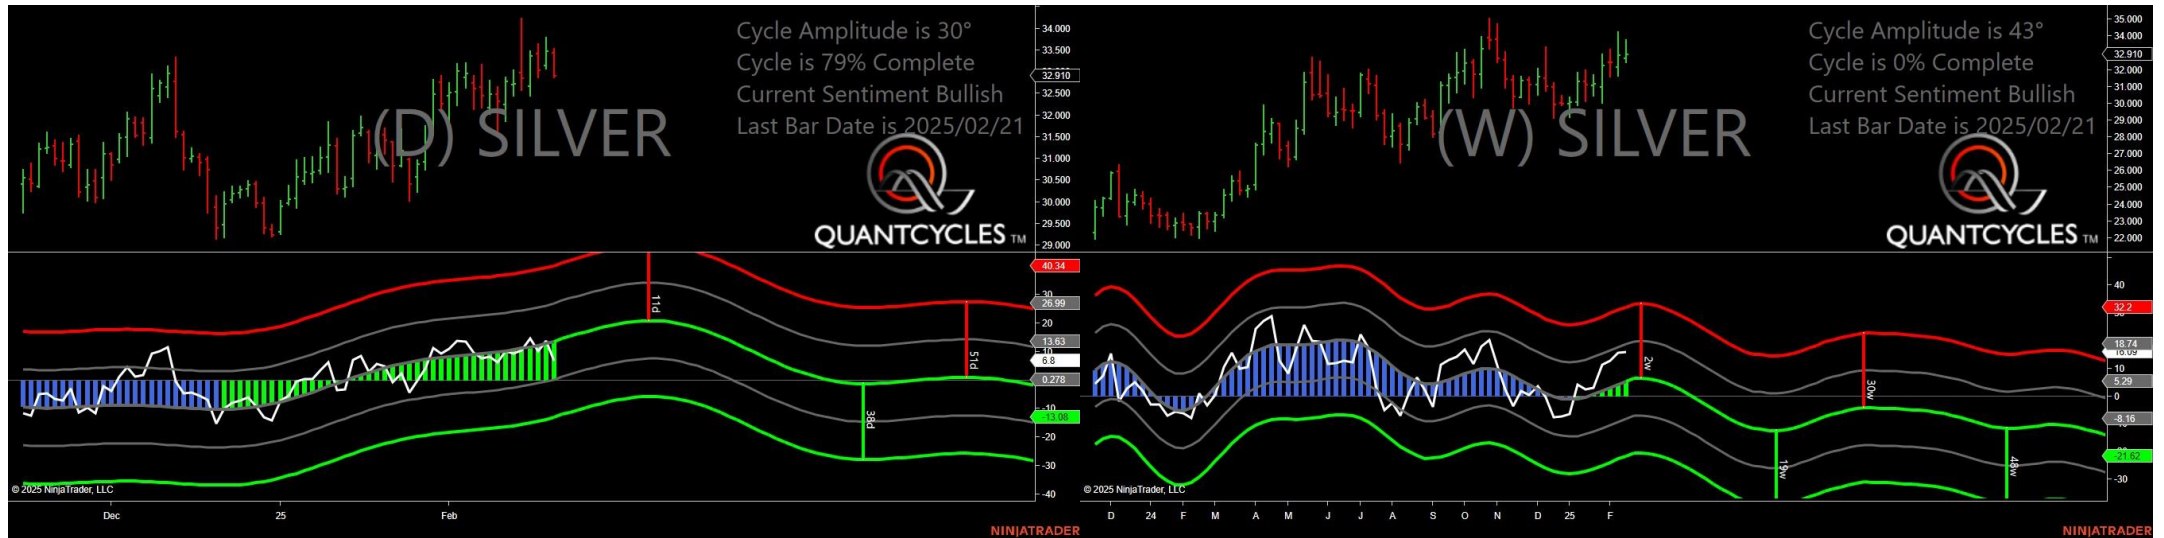 Cycle Amplitude is 30°
Cycle is 79% Complete
Current Sentiment Bullish
Last Bar Date is 2025/02/21
(D) SILVER
QUANTCYCLES TM
34.000
33.500
32.910
32.500
32.000
31.500
31.000
30.500
30.000
29.500
29.000
40.34
30
26.99
20
13.63
10
6.8
0.278
-10
-13.08
-20
-30
-40
11d
38d
51d
© 2025 NinjaTrader, LLC
Dec
25
Feb
NINJATRADER
Cycle Amplitude is 43°
Cycle is 0% Complete
Current Sentiment Bullish
Last Bar Date is 2025/02/21
(W) SILVER
QUANTCYCLES TM
35.000
34.000
32.910
32.000
31.000
30.000
29.000
28.000
27.000
26.000
25.000
24.000
23.000
22.000
40
32.2
18.74
16.09
10
5.29
0
-8.16
-21.62
-30
2w
19w
30w
48w
© 2025 NinjaTrader, LLC
D 24 F M A M J J A S O N D 25 F
NINJATRADER